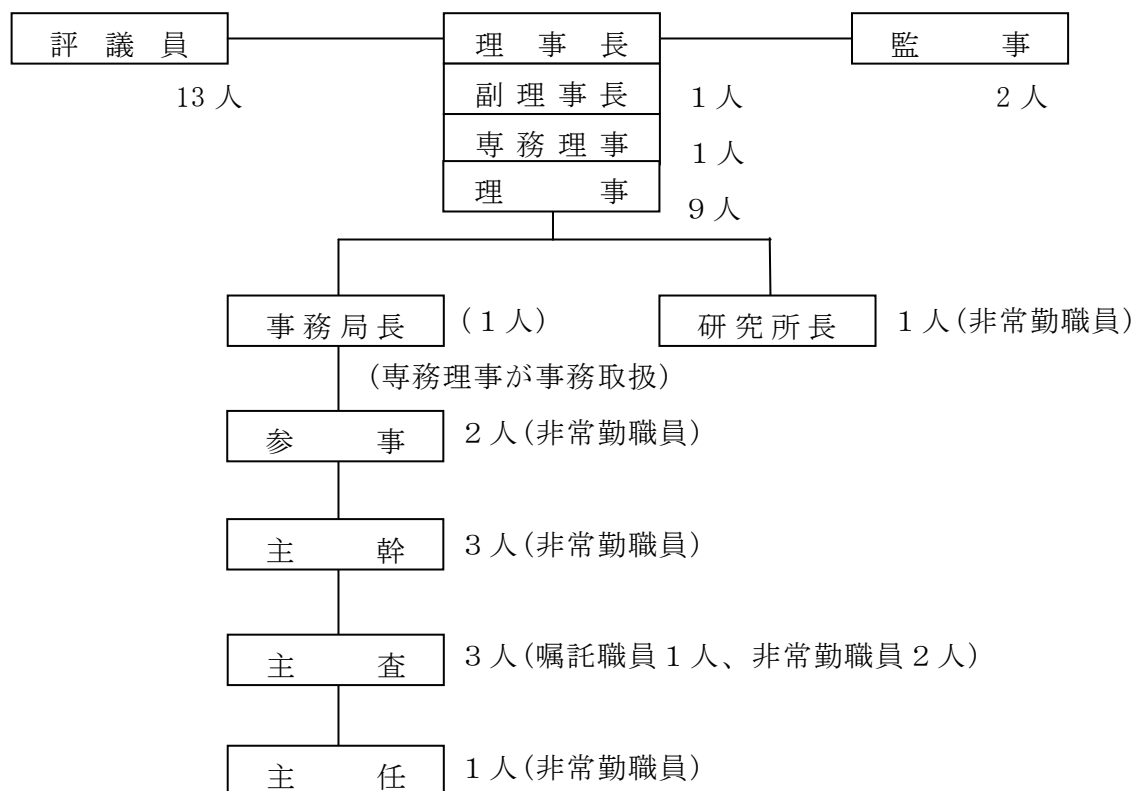 評議員 理事長 監事
13人 副理事長 1人 2人
専務理事 1人
理事 9人
事務局長 (1人) 研究所長 1人(非常勤職員)
(専務理事が事務取扱)
参事 2人(非常勤職員)
主幹 3人(非常勤職員)
主査 3人(嘱託職員1人、非常勤職員2人)
主任 1人(非常勤職員)